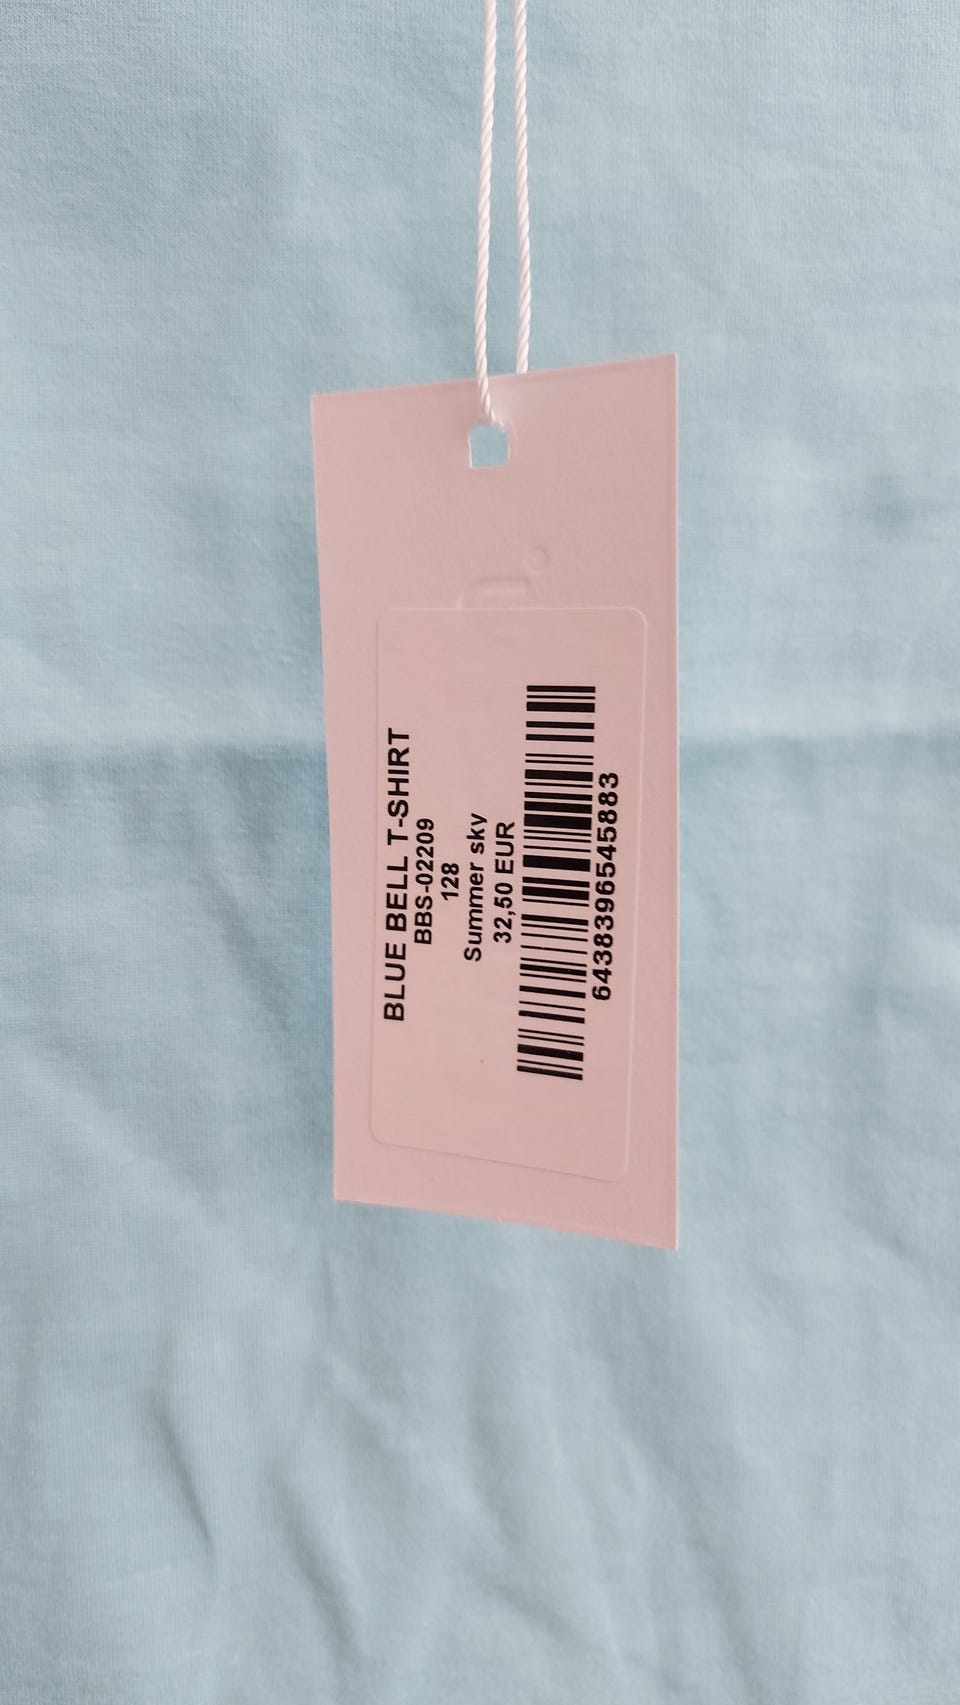 BLUE BELL T-SHIRT
BBS-02209
128
Summer sky
32,50 EUR
6438396545883